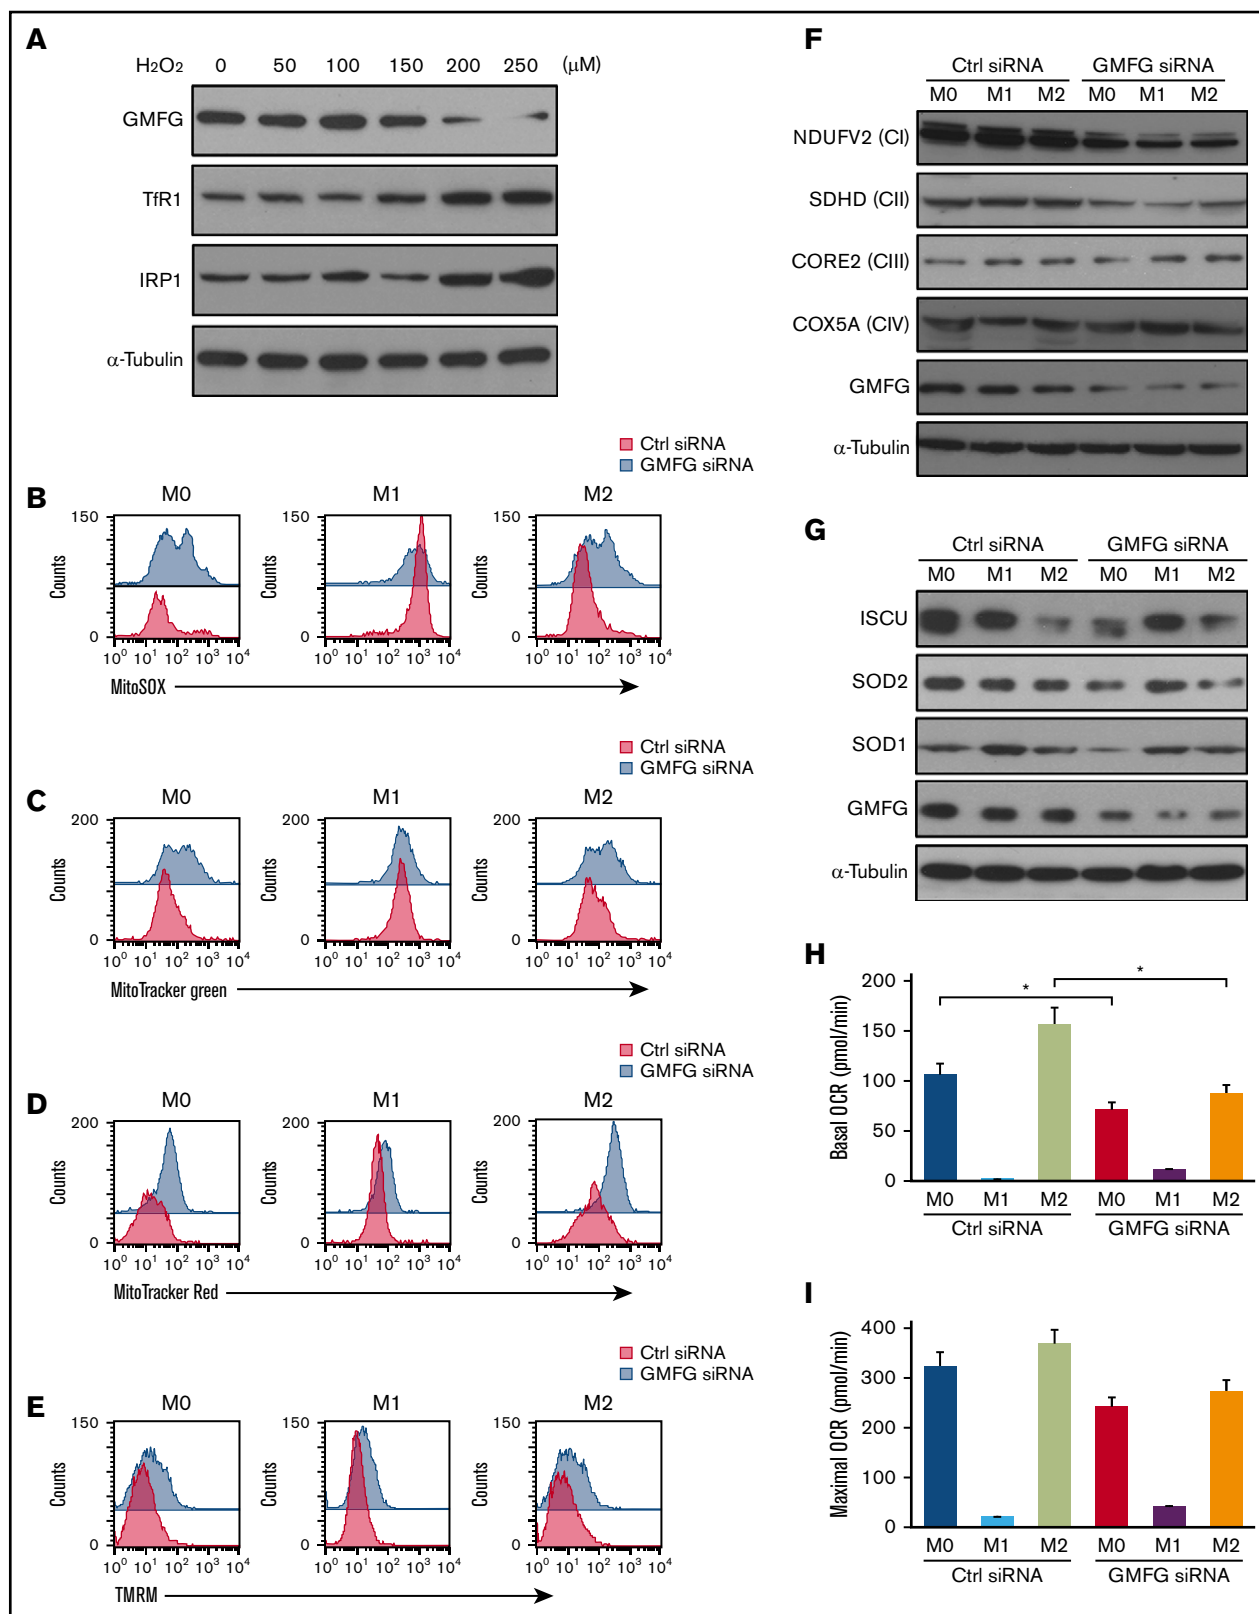 A
H2O2 0 50 100 150 200 250 (μM)
GMFG
TfR1
IRP1
α-Tubulin
Ctrl siRNA
GMFG siRNA
B
M0 M1 M2
150 150 150
Counts Counts Counts
0 0 0
10^0 10^1 10^2 10^3 10^4 10^0 10^1 10^2 10^3 10^4 10^0 10^1 10^2 10^3 10^4
MitoSOX
Ctrl siRNA
GMFG siRNA
C
M0 M1 M2
200 200 200
Counts Counts Counts
0 0 0
10^0 10^1 10^2 10^3 10^4 10^0 10^1 10^2 10^3 10^4 10^0 10^1 10^2 10^3 10^4
MitoTracker green
Ctrl siRNA
GMFG siRNA
D
M0 M1 M2
200 200 200
Counts Counts Counts
0 0 0
10^0 10^1 10^2 10^3 10^4 10^0 10^1 10^2 10^3 10^4 10^0 10^1 10^2 10^3 10^4
MitoTracker Red
Ctrl siRNA
GMFG siRNA
E
M0 M1 M2
150 150 150
Counts Counts Counts
0 0 0
10^0 10^1 10^2 10^3 10^4 10^0 10^1 10^2 10^3 10^4 10^0 10^1 10^2 10^3 10^4
TMRM
F
Ctrl siRNA GMFG siRNA
M0 M1 M2 M0 M1 M2
NDUFV2 (CI)
SDHD (CII)
CORE2 (CIII)
COX5A (CIV)
GMFG
α-Tubulin
G
Ctrl siRNA GMFG siRNA
M0 M1 M2 M0 M1 M2
ISCU
SOD2
SOD1
GMFG
α-Tubulin
H
Basal OCR (pmol/min)
200
150
100
50
0
* *
M0 M1 M2 M0 M1 M2
Ctrl siRNA GMFG siRNA
I
Maximal OCR (pmol/min)
400
300
200
100
0
M0 M1 M2 M0 M1 M2
Ctrl siRNA GMFG siRNA